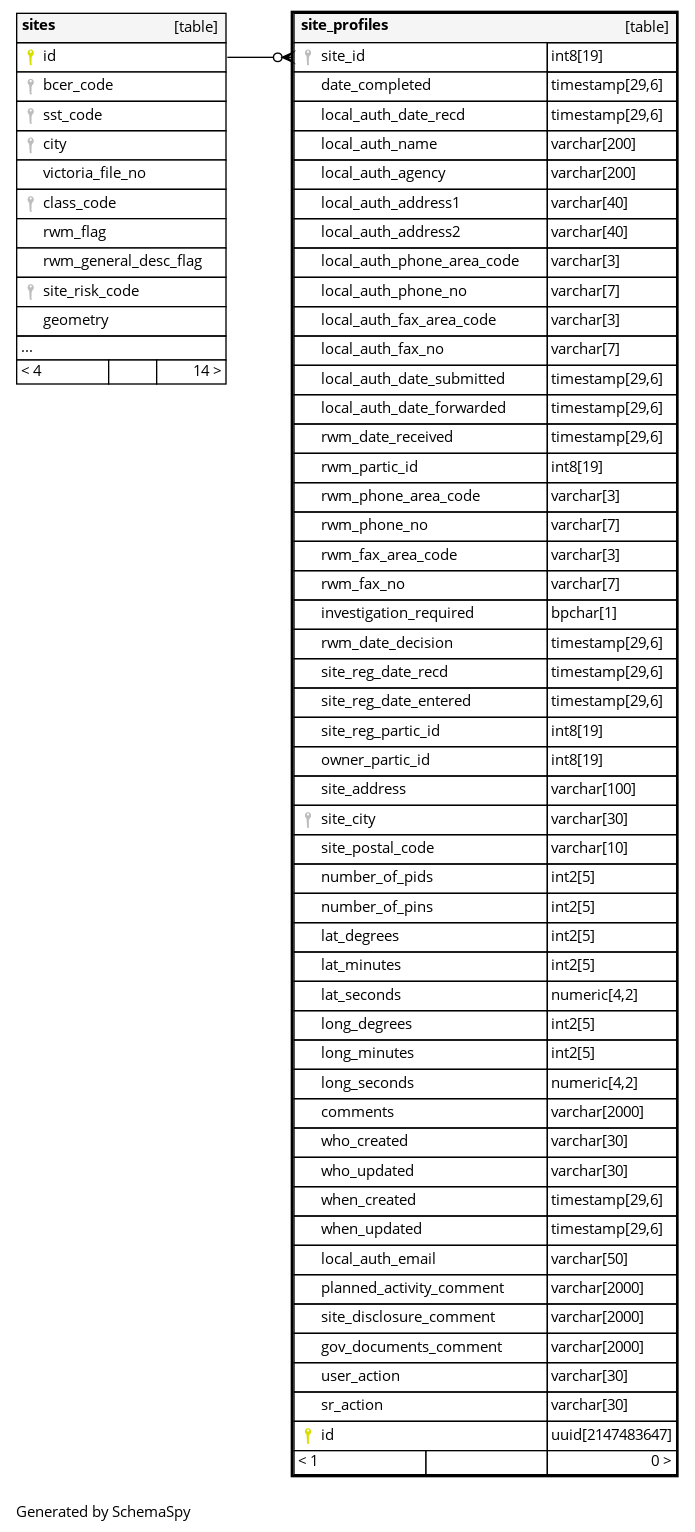 sites [table]
id
bcer_code
sst_code
city
victoria_file_no
class_code
rwm_flag
rwm_general_desc_flag
site_risk_code
geometry
...
< 4 14 >
site_profiles [table]
site_id int8[19]
date_completed timestamp[29,6]
local_auth_date_recd timestamp[29,6]
local_auth_name varchar[200]
local_auth_agency varchar[200]
local_auth_address1 varchar[40]
local_auth_address2 varchar[40]
local_auth_phone_area_code varchar[3]
local_auth_phone_no varchar[7]
local_auth_fax_area_code varchar[3]
local_auth_fax_no varchar[7]
local_auth_date_submitted timestamp[29,6]
local_auth_date_forwarded timestamp[29,6]
rwm_date_received timestamp[29,6]
rwm_partic_id int8[19]
rwm_phone_area_code varchar[3]
rwm_phone_no varchar[7]
rwm_fax_area_code varchar[3]
rwm_fax_no varchar[7]
investigation_required bpchar[1]
rwm_date_decision timestamp[29,6]
site_reg_date_recd timestamp[29,6]
site_reg_date_entered timestamp[29,6]
site_reg_partic_id int8[19]
owner_partic_id int8[19]
site_address varchar[100]
site_city varchar[30]
site_postal_code varchar[10]
number_of_pids int2[5]
number_of_pins int2[5]
lat_degrees int2[5]
lat_minutes int2[5]
lat_seconds numeric[4,2]
long_degrees int2[5]
long_minutes int2[5]
long_seconds numeric[4,2]
comments varchar[2000]
who_created varchar[30]
who_updated varchar[30]
when_created timestamp[29,6]
when_updated timestamp[29,6]
local_auth_email varchar[50]
planned_activity_comment varchar[2000]
site_disclosure_comment varchar[2000]
gov_documents_comment varchar[2000]
user_action varchar[30]
sr_action varchar[30]
id uuid[2147483647]
< 1 0 >
Generated by SchemaSpy